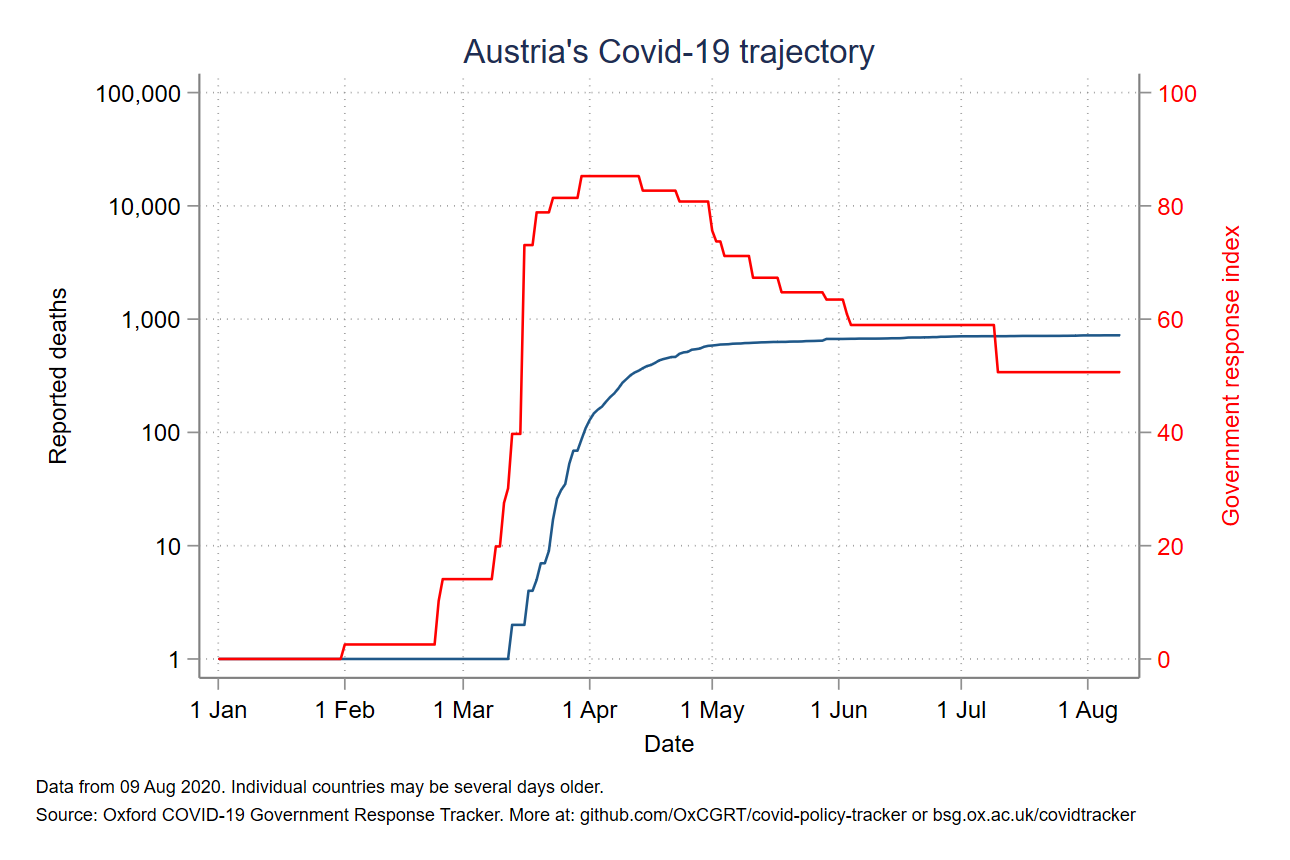 Austria's Covid-19 trajectory
100,000
10,000
1,000
100
10
1
Reported deaths
100
80
60
40
20
0
Government response index
1 Jan
1 Feb
1 Mar
1 Apr
1 May
1 Jun
1 Jul
1 Aug
Date
Data from 09 Aug 2020. Individual countries may be several days older.
Source: Oxford COVID-19 Government Response Tracker. More at: github.com/OxCGRT/covid-policy-tracker or bsg.ox.ac.uk/covidtracker